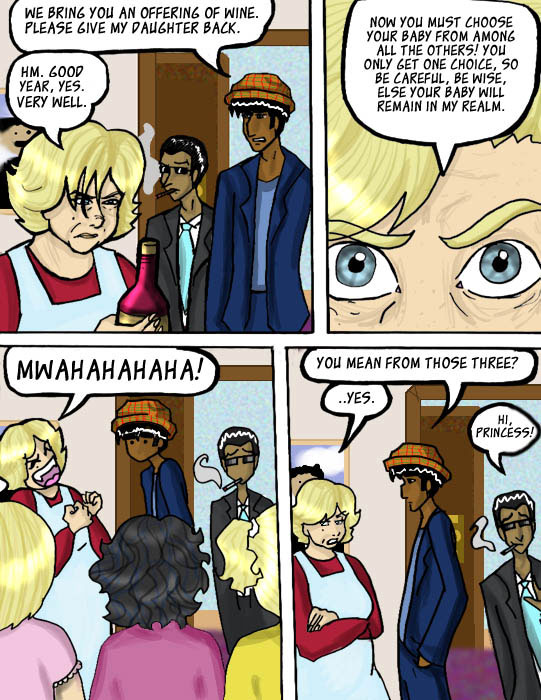 WE BRING YOU AN OFFERING OF WINE.
PLEASE GIVE MY DAUGHTER BACK.
HM. GOOD
YEAR, YES.
VERY WELL.
NOW YOU MUST CHOOSE
YOUR BABY FROM AMONG
ALL THE OTHERS! YOU
ONLY GET ONE CHOICE, SO
BE CAREFUL, BE WISE,
ELSE YOUR BABY WILL
REMAIN IN MY REALM.
MWAHAHAHAHA!
YOU MEAN FROM THOSE THREE?
..YES.
HI,
PRINCESS!